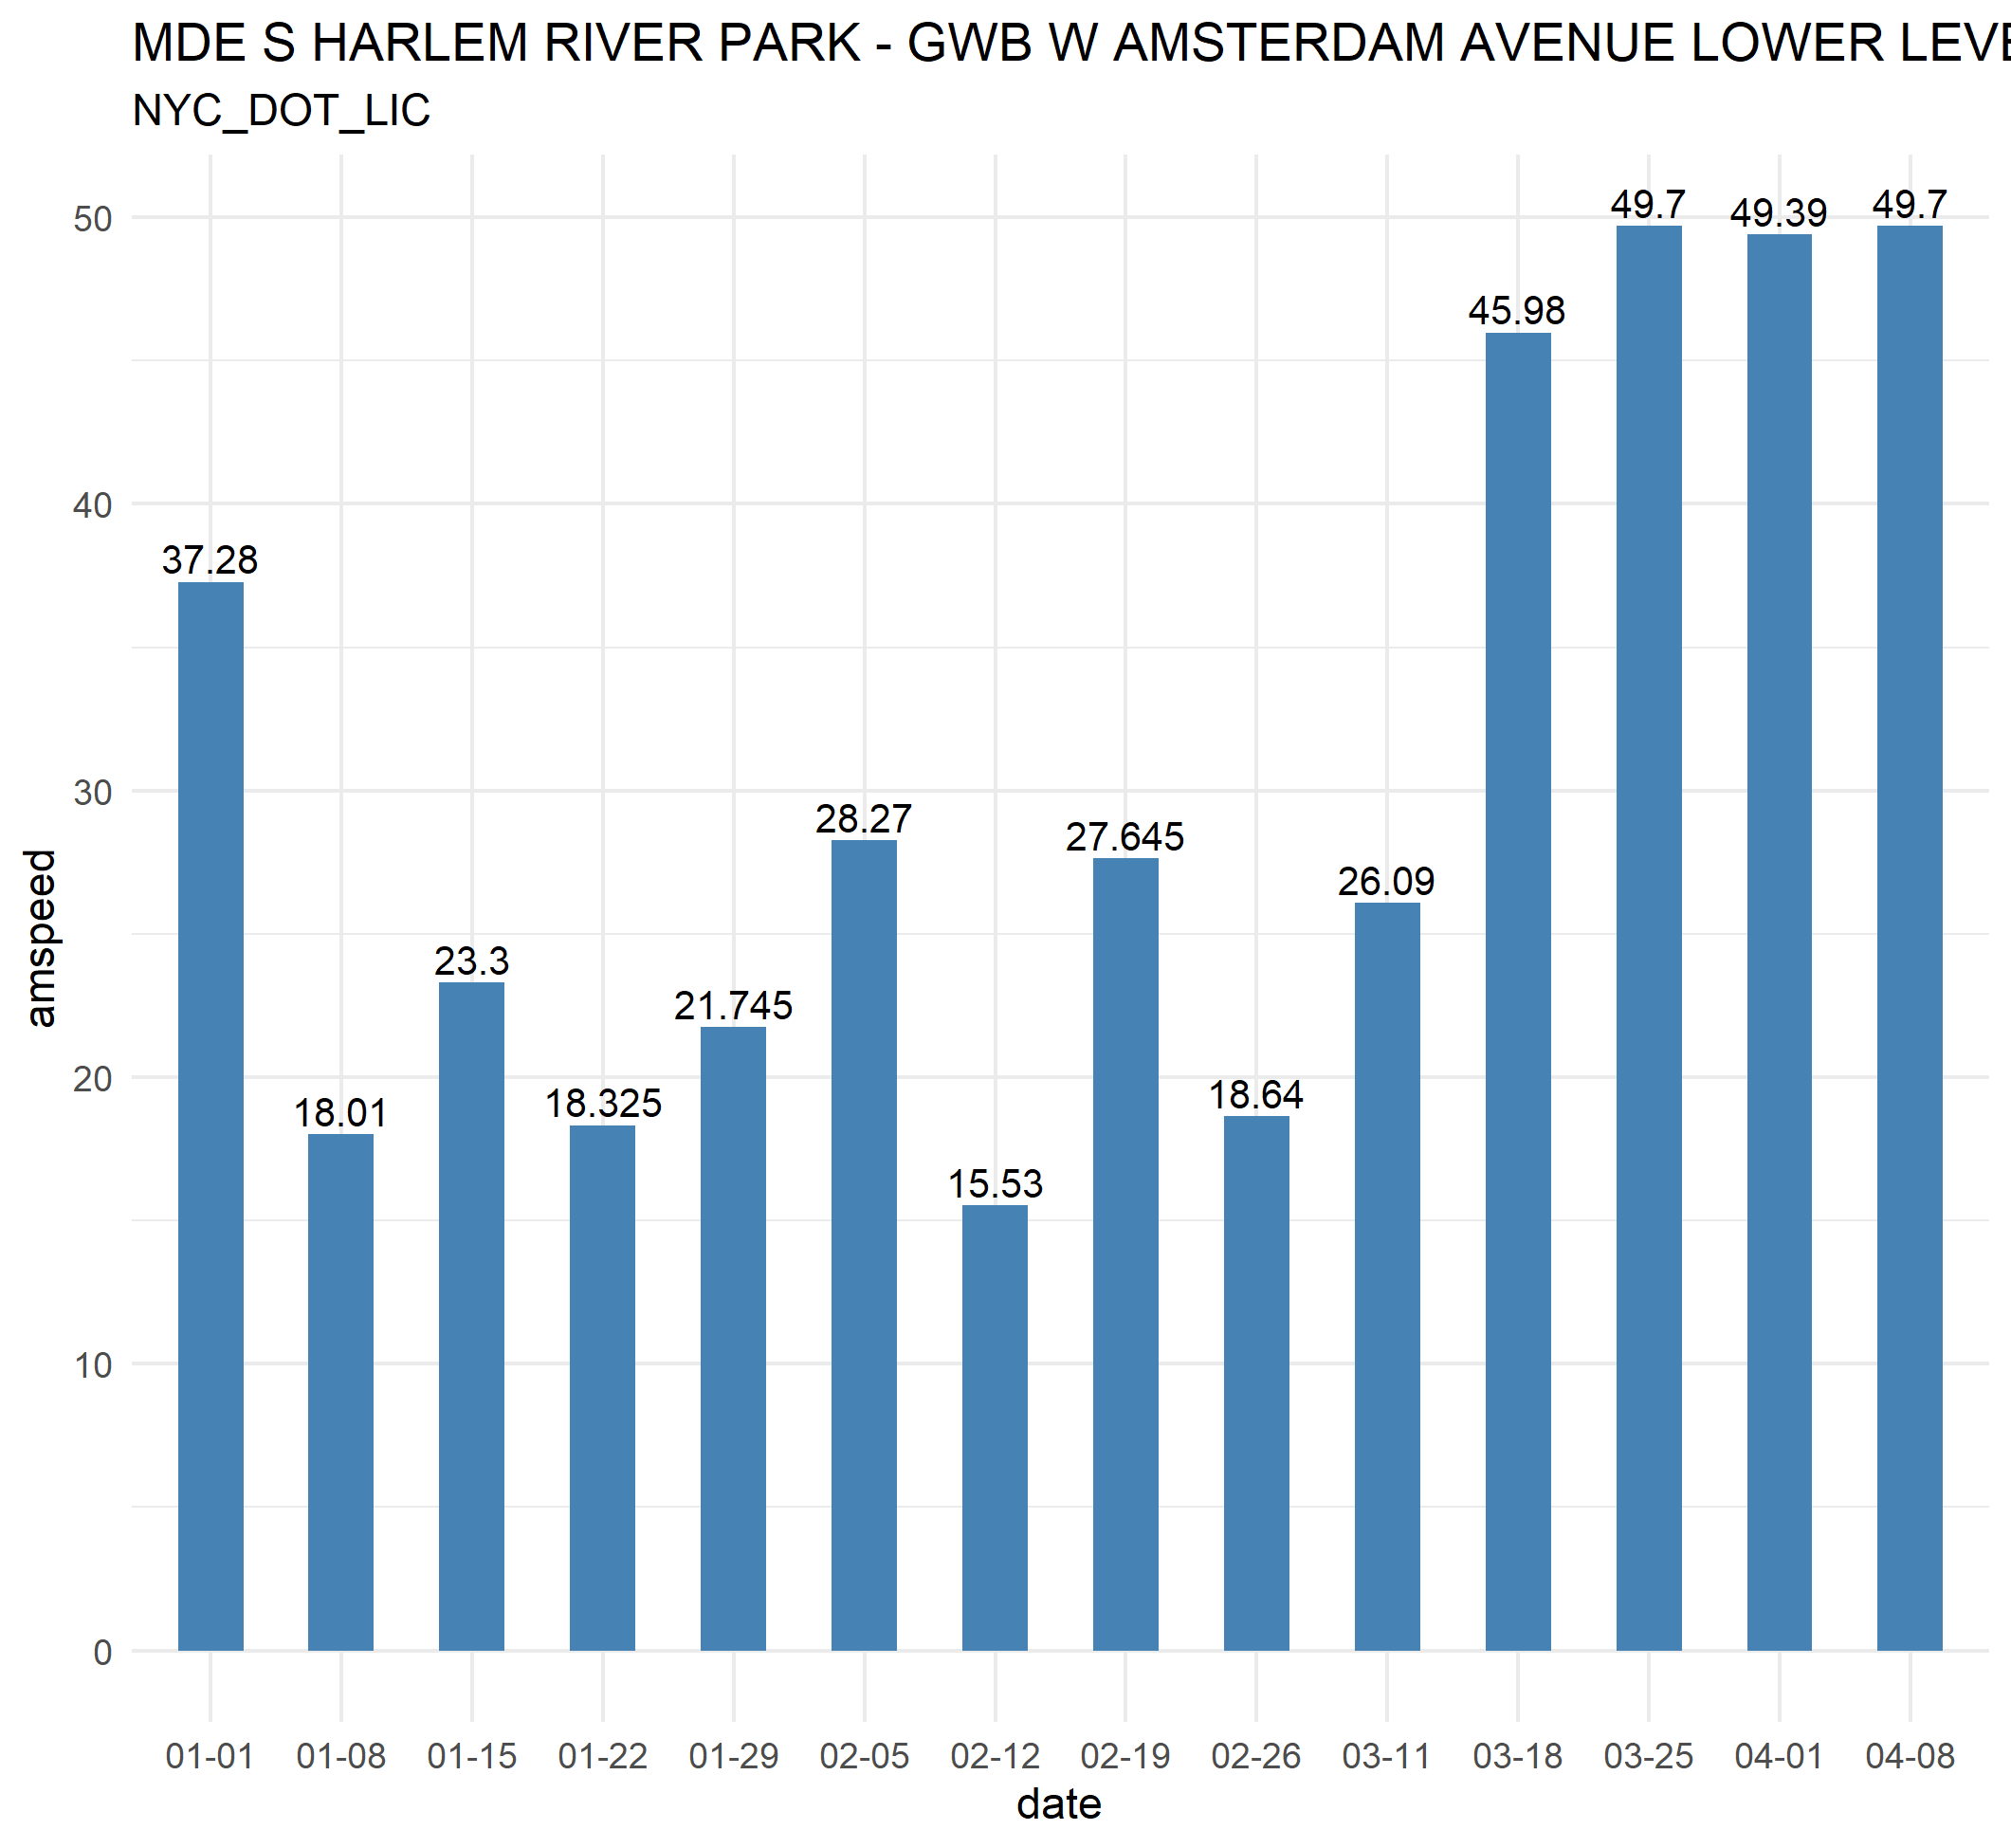 MDE S HARLEM RIVER PARK - GWB W AMSTERDAM AVENUE LOWER
NYC_DOT_LIC
49.7 49.39 49.7
50
45.98
40
37.28
30
28.27
27.645
26.09
23.3
21.745
20
18.01
18.325
18.64
15.53
10
0
amspeed
01-01 01-08 01-15 01-22 01-29 02-05 02-12 02-19 02-26 03-11 03-18 03-25 04-01 04-08
date